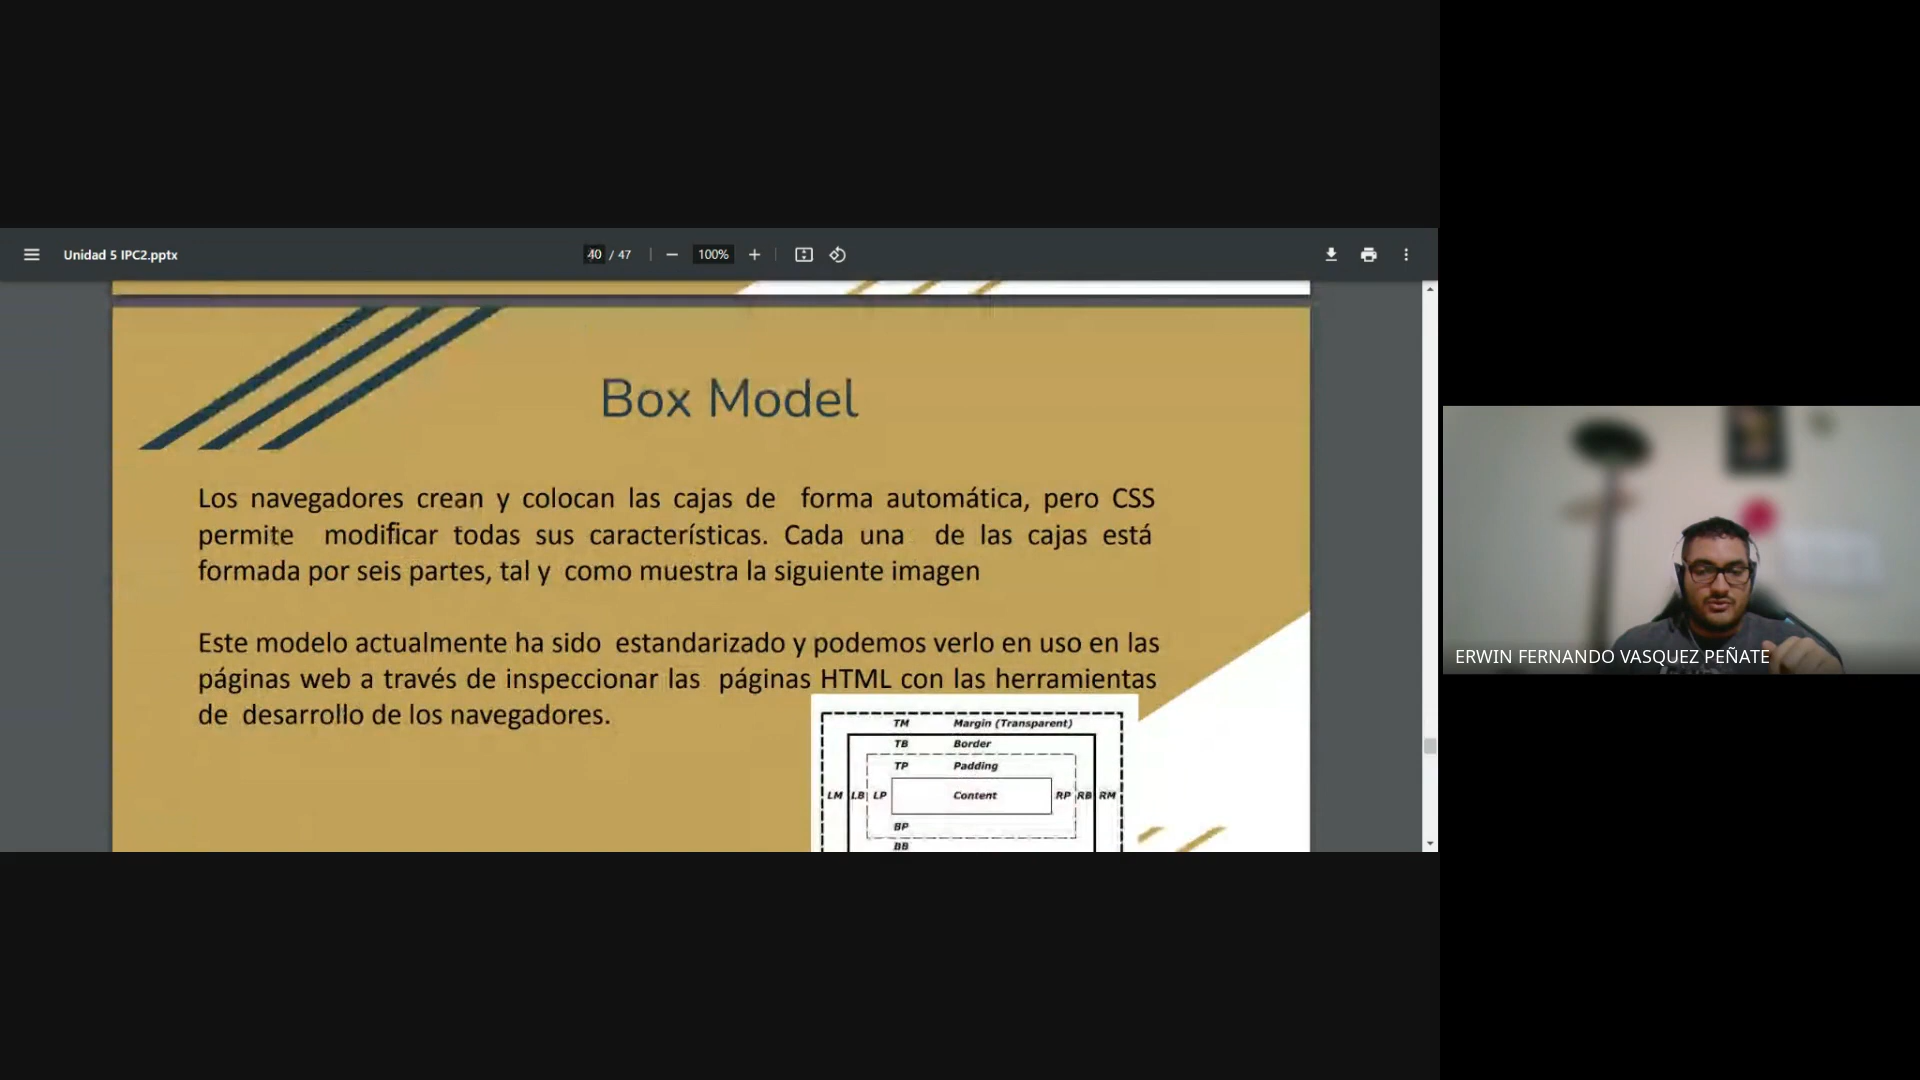 Unidad 5 IPC2.pptx
40 / 47
100%
Box Model
Los navegadores crean y colocan las cajas de forma automática, pero CSS
permite modificar todas sus características. Cada una de las cajas está
formada por seis partes, tal y como muestra la siguiente imagen
Este modelo actualmente ha sido estandarizado y podemos verlo en uso en las
páginas web a través de inspeccionar las páginas HTML con las herramientas
de desarrollo de los navegadores.
TM Margin (Transparent)
TB Border
TP Padding
LM LB LP Content RP RB RM
BP
BB
ERWIN FERNANDO VASQUEZ PEÑATE